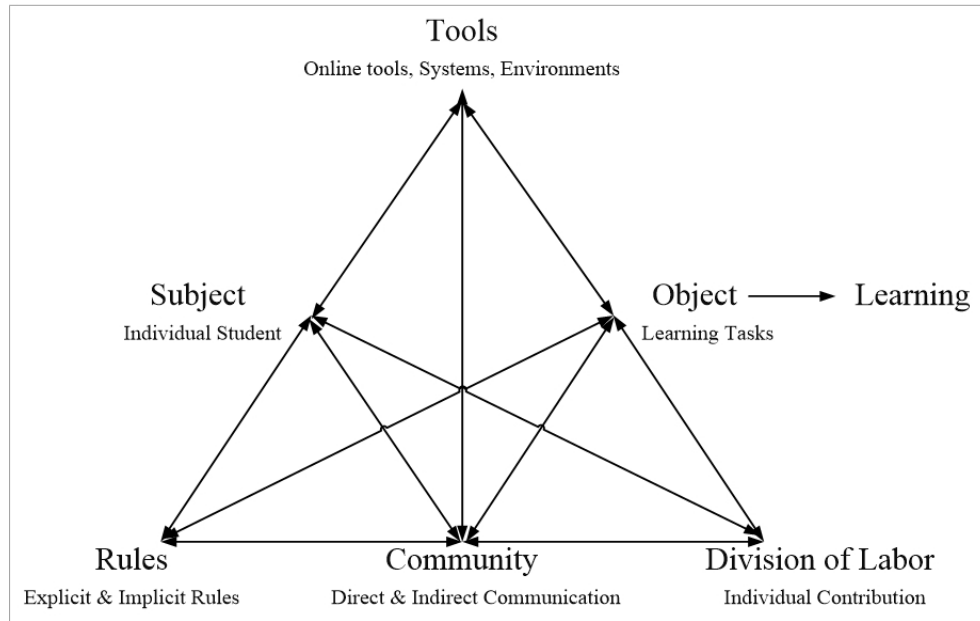 Tools
Online tools, Systems, Environments
Subject
Individual Student
Object
Learning Tasks
Learning
Rules
Explicit & Implicit Rules
Community
Direct & Indirect Communication
Division of Labor
Individual Contribution